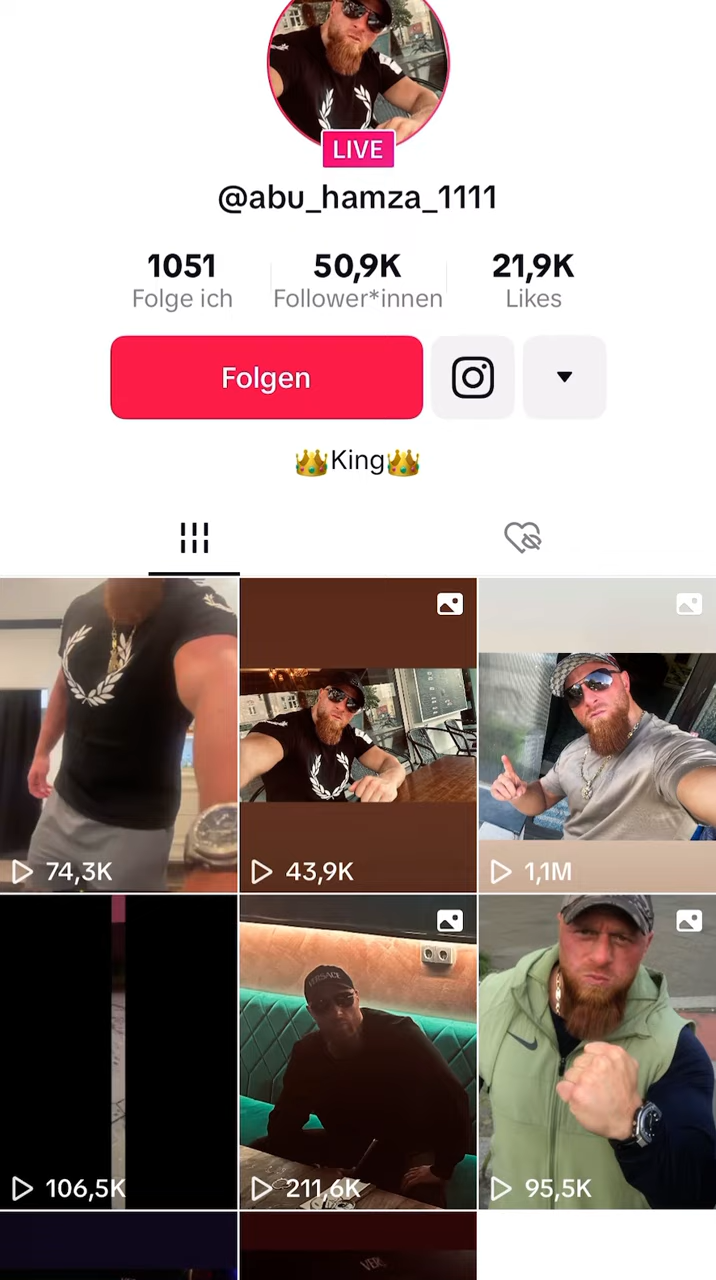 LIVE
@abu_hamza_1111
1051 50,9K 21,9K
Folge ich Follower*innen Likes
Folgen
👑King👑
74,3K 43,9K 1,1M
VERSACE
106,5K 211,6K 95,5K